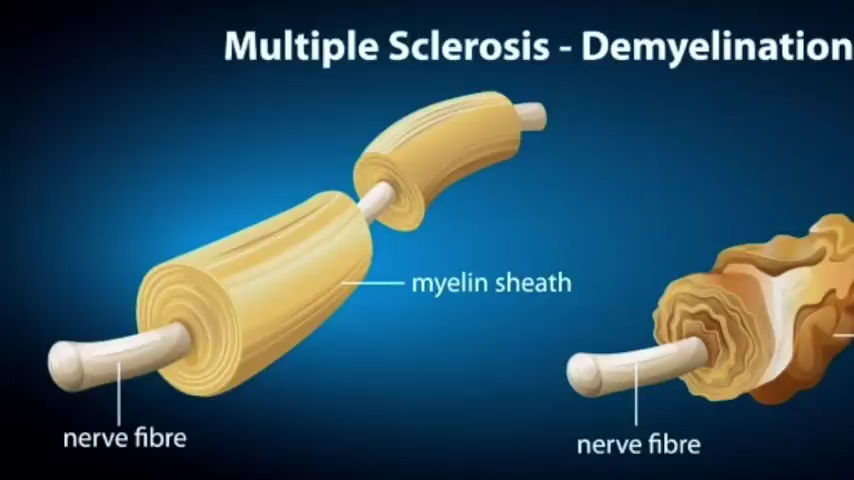 Multiple Sclerosis - Demyelination
myelin sheath
nerve fibre
nerve fibre